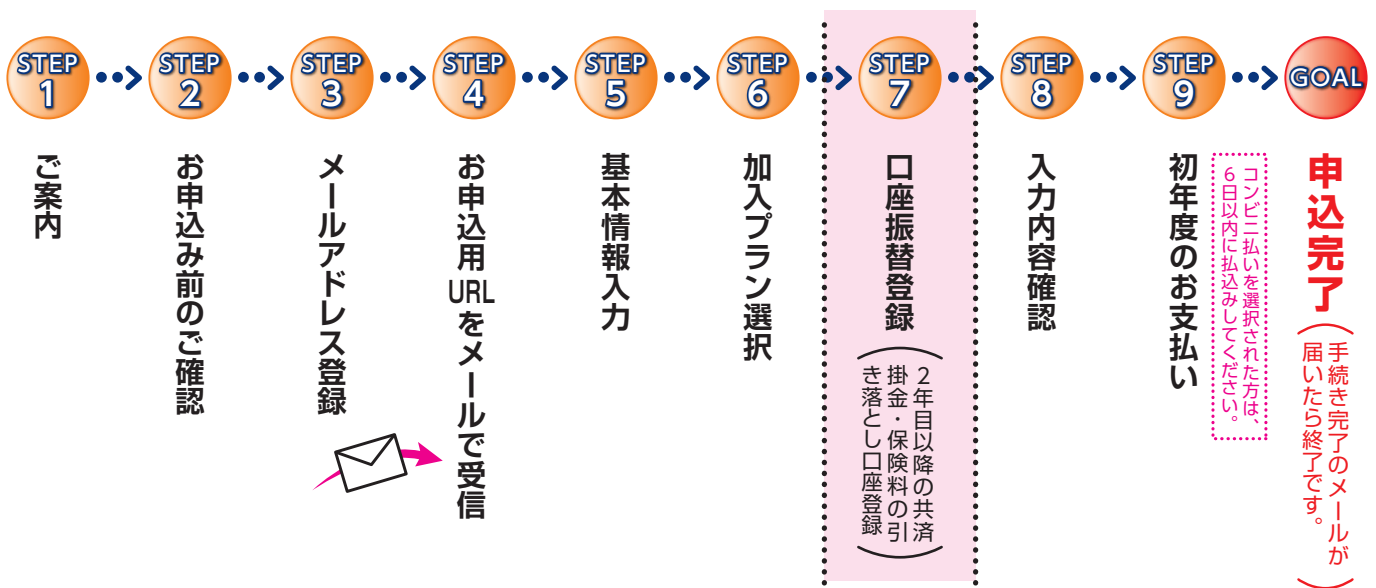 STEP
1
ご案内
STEP
2
お申込み前のご確認
STEP
3
メールアドレス登録
STEP
4
お申込用URLをメールで受信
STEP
5
基本情報入力
STEP
6
加入プラン選択
STEP
7
口座振替登録
２年目以降の共済
掛金・保険料の引
き落とし口座登録
STEP
8
入力内容確認
STEP
9
初年度のお支払い
コンビニ払いを選択された方は、
６日以内に払込みしてください。
GOAL
申込完了
手続き完了のメールが
届いたら終了です。